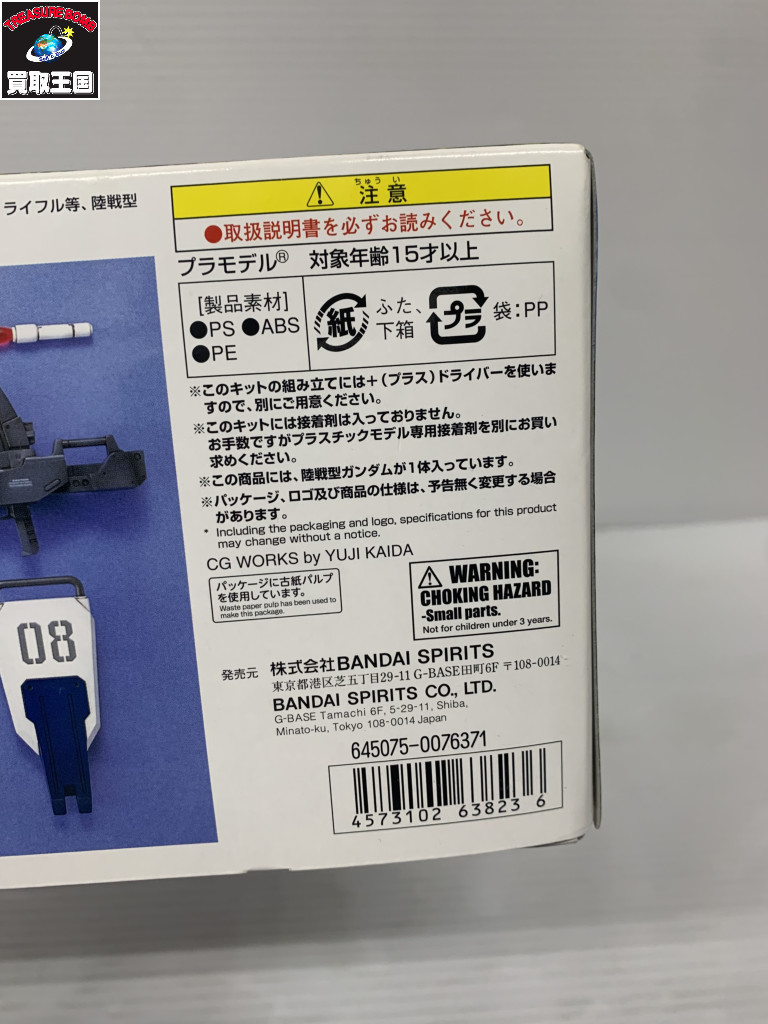 TREASURE KINGDOM
買取王国
ライフル等、陸戦型
ちゅう い
注意
●取扱説明書を必ずお読みください。
プラモデル® 対象年齢15才以上
[製品素材]
●PS ●ABS
●PE
紙
ふた、
下箱
プラ
袋:PP
※このキットの組み立てには+(プラス)ドライバーを使いま
すので、別にご用意ください。
※このキットには接着剤は入っておりません。
お手数ですがプラスチックモデル専用接着剤を別にお買い
求めください。
※この商品には、陸戦型ガンダムが1体入っています。
※パッケージ、ロゴ及び商品の仕様は、予告無く変更する場合
があります。
* Including the packaging and logo, specifications for this product
may change without a notice.
CG WORKS by YUJI KAIDA
パッケージに古紙パルプ
を使用しています。
Waste paper pulp has been used to
make this package.
WARNING:
CHOKING HAZARD
-Small parts.
Not for children under 3 years.
08
発売元 株式会社BANDAI SPIRITS
東京都港区芝五丁目29-11 G-BASE田町6F 〒108-0014
BANDAI SPIRITS CO., LTD.
G-BASE Tamachi 6F, 5-29-11, Shiba,
Minato-ku, Tokyo 108-0014 Japan
645075-0076371
4573102 63823 6